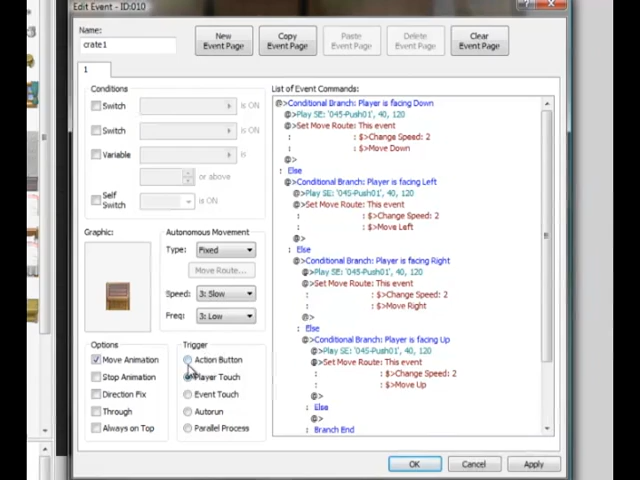 Edit Event - ID:010
Name:
crate1
New
Event Page
Copy
Event Page
Paste
Event Page
Delete
Event Page
Clear
Event Page
1
Conditions
Switch
is ON
Switch
is ON
Variable
is
or above
Self
Switch
is ON
Graphic:
Autonomous Movement
Type:
Fixed
Move Route...
Speed:
3: Slow
Freq:
3: Low
Options
Move Animation
Stop Animation
Direction Fix
Through
Always on Top
Trigger
Action Button
Player Touch
Event Touch
Autorun
Parallel Process
List of Event Commands:
@>Conditional Branch: Player is facing Down
@>Play SE: '045-Push01', 40, 120
@>Set Move Route: This event
: $>Change Speed: 2
: $>Move Down
@>
: Else
@>Conditional Branch: Player is facing Left
@>Play SE: '045-Push01', 40, 120
@>Set Move Route: This event
: $>Change Speed: 2
: $>Move Left
@>
: Else
@>Conditional Branch: Player is facing Right
@>Play SE: '045-Push01', 40, 120
@>Set Move Route: This event
: $>Change Speed: 2
: $>Move Right
@>
: Else
@>Conditional Branch: Player is facing Up
@>Play SE: '045-Push01', 40, 120
@>Set Move Route: This event
: $>Change Speed: 2
: $>Move Up
@>
: Else
@>
: Branch End
OK
Cancel
Apply